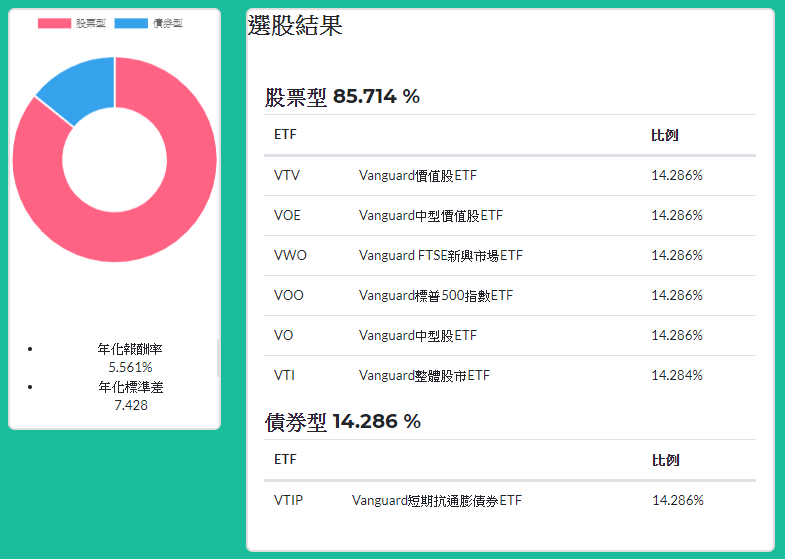 股票型 債券型
年化報酬率
5.561%
年化標準差
7.428
選股結果
股票型 85.714 %
ETF 比例
VTV Vanguard價值股ETF 14.286%
VOE Vanguard中型價值股ETF 14.286%
VWO Vanguard FTSE新興市場ETF 14.286%
VOO Vanguard標普500指數ETF 14.286%
VO Vanguard中型股ETF 14.286%
VTI Vanguard整體股市ETF 14.284%
債券型 14.286 %
ETF 比例
VTIP Vanguard短期抗通膨債券ETF 14.286%